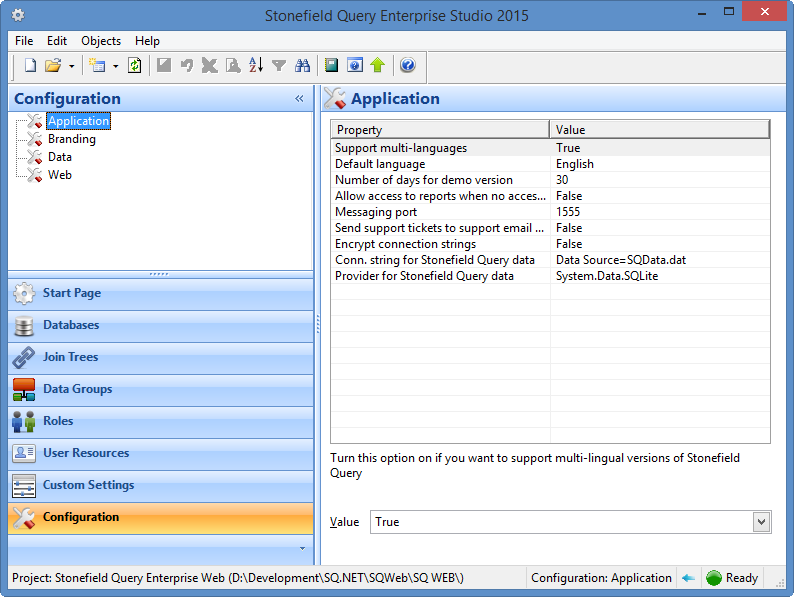 Stonefield Query Enterprise Studio 2015
File Edit Objects Help
Configuration «
Application
Branding
Data
Web
Start Page
Databases
Join Trees
Data Groups
Roles
User Resources
Custom Settings
Configuration
Application
Property Value
Support multi-languages True
Default language English
Number of days for demo version 30
Allow access to reports when no acces... False
Messaging port 1555
Send support tickets to support email ... False
Encrypt connection strings False
Conn. string for Stonefield Query data Data Source=SQData.dat
Provider for Stonefield Query data System.Data.SQLite
Turn this option on if you want to support multi-lingual versions of Stonefield
Query
Value True
Project: Stonefield Query Enterprise Web (D:\Development\SQ.NET\SQWeb\SQ WEB\) Configuration: Application Ready